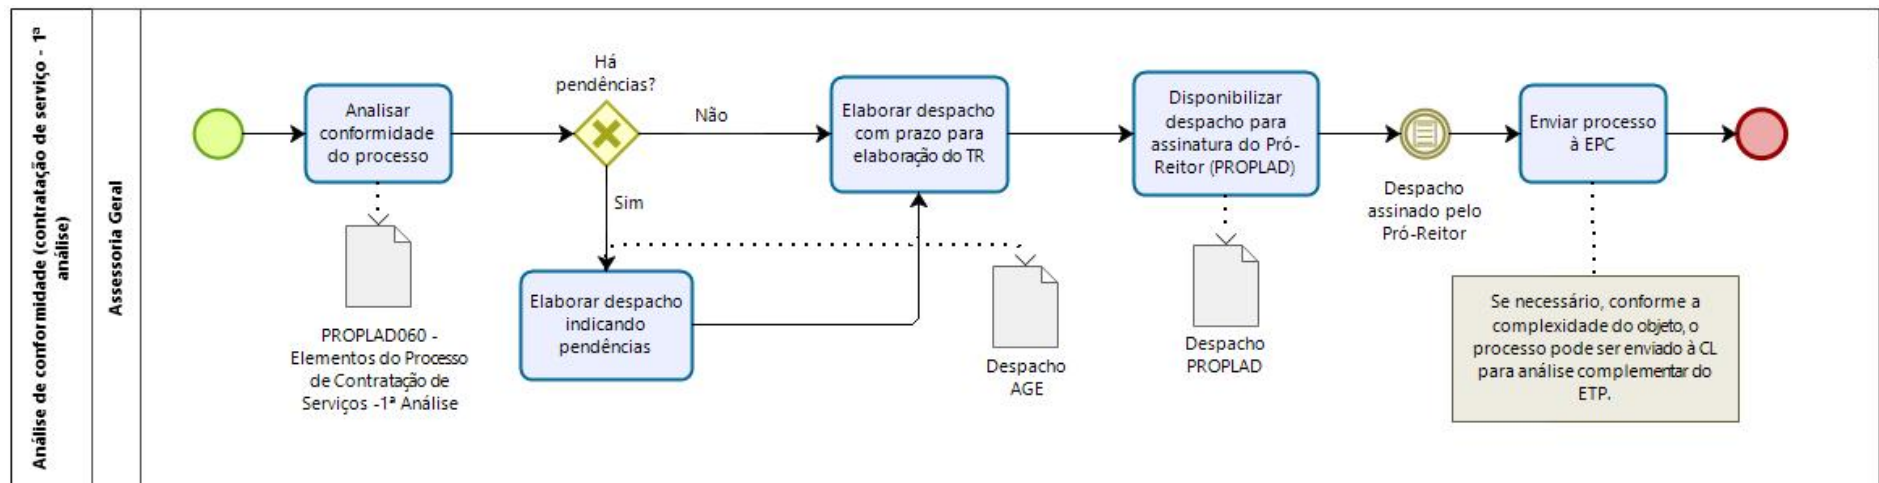 Análise de conformidade (contratação de serviço - 1ª
análise)
Assessoria Geral
Analisar
conformidade
do processo
PROPLAD060 -
Elementos do Processo
de Contratação de
Serviços -1ª Análise
Há
pendências?
Não
Sim
Elaborar despacho
indicando
pendências
Elaborar despacho
com prazo para
elaboração do TR
Despacho
AGE
Disponibilizar
despacho para
assinatura do Pró-
Reitor (PROPLAD)
Despacho
PROPLAD
Despacho
assinado pelo
Pró-Reitor
Enviar processo
à EPC
Se necessário, conforme a
complexidade do objeto, o
processo pode ser enviado à CL
para análise complementar do
ETP.